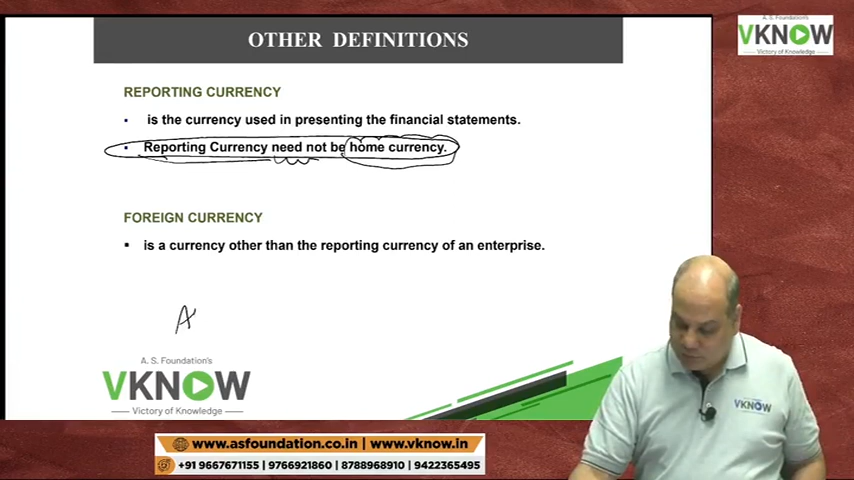 OTHER DEFINITIONS
A. S. Foundation's
VKNOW
Victory of Knowledge
REPORTING CURRENCY
▪ is the currency used in presenting the financial statements.
▪ Reporting Currency need not be home currency.
FOREIGN CURRENCY
▪ is a currency other than the reporting currency of an enterprise.
A
A. S. Foundation's
VKNOW
Victory of Knowledge
VKNOW
www.asfoundation.co.in | www.vknow.in
+91 9667671155 | 9766921860 | 8788968910 | 9422365495